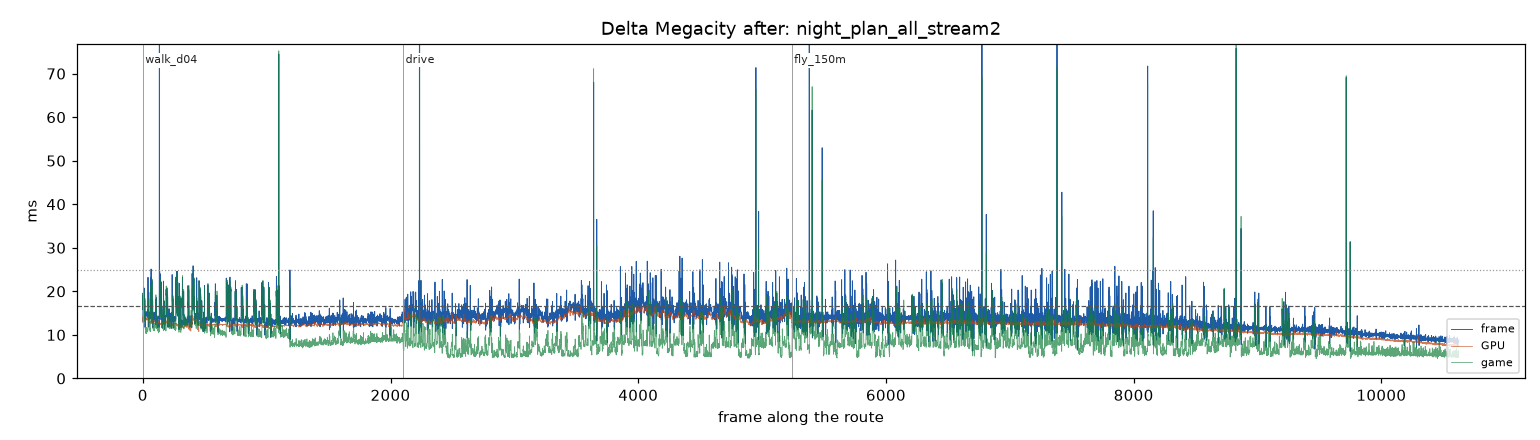 Delta Megacity after: night_plan_all_stream2
walk_d04
drive
fly_150m
70
60
50
40
30
20
10
0
ms
frame
GPU
game
0
2000
4000
6000
8000
10000
frame along the route